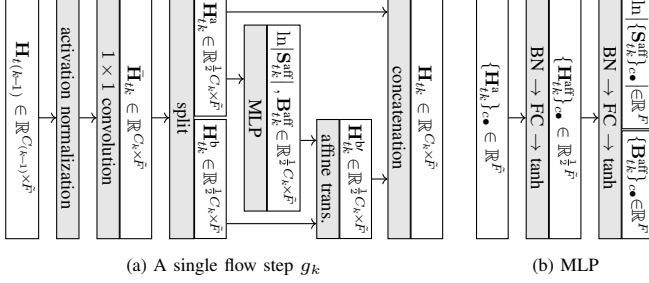 H_{t(k-1)} ∈ ℝ^{C_{(k-1)}×F̃}
activation normalization
1 × 1 convolution
H̃_{tk} ∈ ℝ^{C_k×F̃}
split
H^a_{tk} ∈ ℝ^{½C_k×F̃}
H^b_{tk} ∈ ℝ^{½C_k×F̃}
MLP
ln|S^{aff}_{tk}|, B^{aff}_{tk} ∈ ℝ^{½C_k×F̃}
affine trans.
H^{b′}_{tk} ∈ ℝ^{½C_k×F̃}
concatenation
H_{tk} ∈ ℝ^{C_k×F̃}
(a) A single flow step g_k
{H^a_{tk}}_{c•} ∈ ℝ^{F̃}
BN → FC → tanh
{H^{aff}_{tk}}_{c•} ∈ ℝ^{½F̃}
BN → FC → tanh
ln|{S^{aff}_{tk}}_{c•}| ∈ ℝ^F
{B^{aff}_{tk}}_{c•} ∈ ℝ^F
(b) MLP